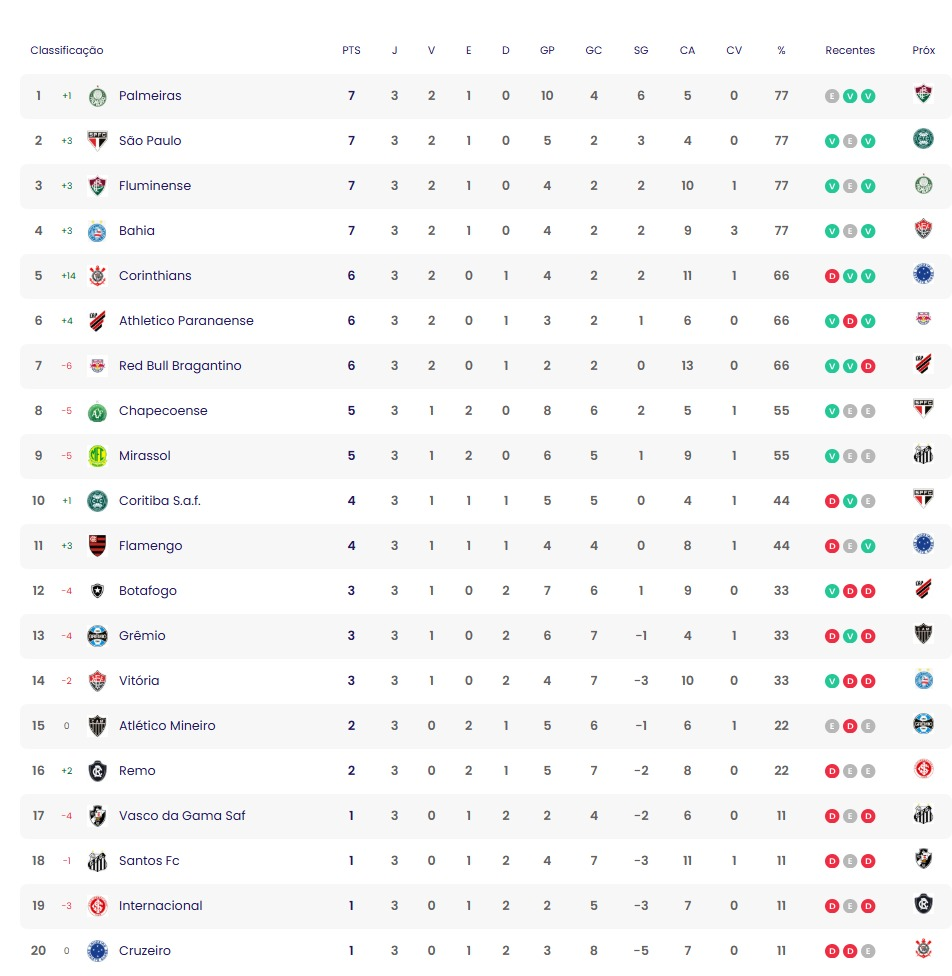 Classificação PTS J V E D GP GC SG CA CV % Recentes Próx
1 +1 Palmeiras 7 3 2 1 0 10 4 6 5 0 77 E V V
2 +3 São Paulo 7 3 2 1 0 5 2 3 4 0 77 V E V
3 +3 Fluminense 7 3 2 1 0 4 2 2 10 1 77 V E V
4 +3 Bahia 7 3 2 1 0 4 2 2 9 3 77 V E V
5 +14 Corinthians 6 3 2 0 1 4 2 2 11 1 66 D V V
6 +4 Athletico Paranaense 6 3 2 0 1 3 2 1 6 0 66 V D V
7 -6 Red Bull Bragantino 6 3 2 0 1 2 2 0 13 0 66 V V D
8 -5 Chapecoense 5 3 1 2 0 8 6 2 5 1 55 V E E
9 -5 Mirassol 5 3 1 2 0 6 5 1 9 1 55 V E E
10 +1 Coritiba S.a.f. 4 3 1 1 1 5 5 0 4 1 44 D V E
11 +3 Flamengo 4 3 1 1 1 4 4 0 8 1 44 D E V
12 -4 Botafogo 3 3 1 0 2 7 6 1 9 0 33 V D D
13 -4 Grêmio 3 3 1 0 2 6 7 -1 4 1 33 D V D
14 -2 Vitória 3 3 1 0 2 4 7 -3 10 0 33 V D D
15 0 Atlético Mineiro 2 3 0 2 1 5 6 -1 6 1 22 E D E
16 +2 Remo 2 3 0 2 1 5 7 -2 8 0 22 D E E
17 -4 Vasco da Gama Saf 1 3 0 1 2 2 4 -2 6 0 11 D E D
18 -1 Santos Fc 1 3 0 1 2 4 7 -3 11 1 11 D E D
19 -3 Internacional 1 3 0 1 2 2 5 -3 7 0 11 D E D
20 0 Cruzeiro 1 3 0 1 2 3 8 -5 7 0 11 D D E